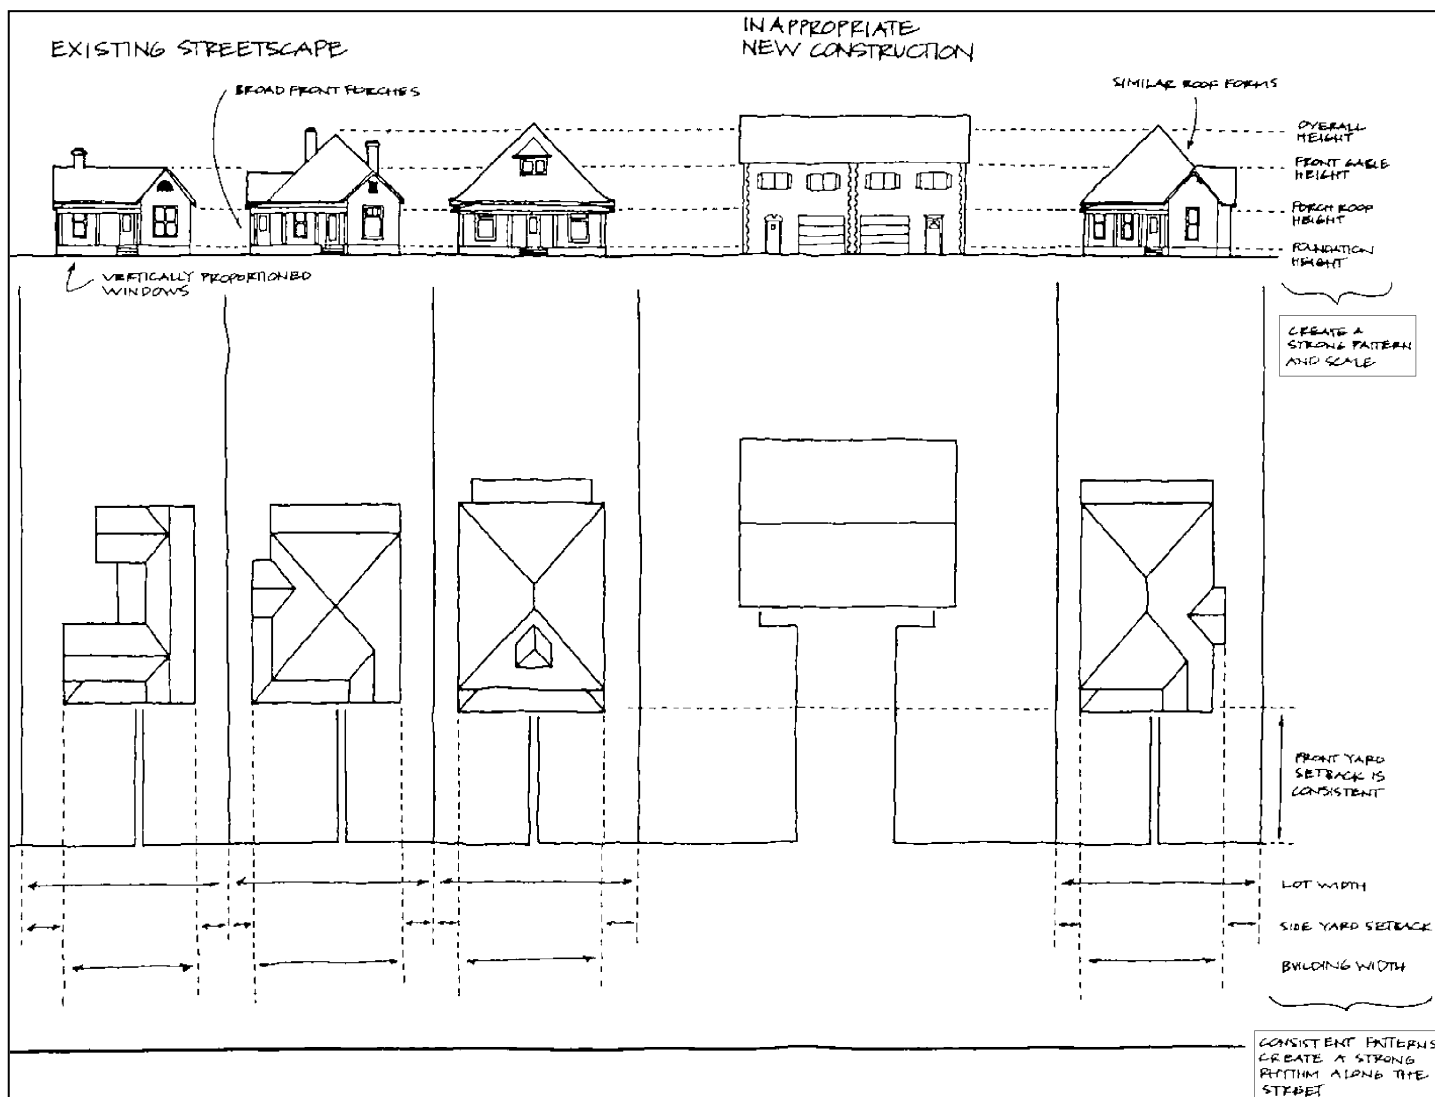 EXISTING STREETSCAPE
INAPPROPRIATE
NEW CONSTRUCTION
BROAD FRONT PORCHES
SIMILAR ROOF FORMS
OVERALL
HEIGHT
FRONT GABLE
HEIGHT
PORCH ROOF
HEIGHT
FOUNDATION
HEIGHT
VERTICALLY PROPORTIONED
WINDOWS
CREATE A
STRONG PATTERN
AND SCALE
FRONT YARD
SETBACK IS
CONSISTENT
LOT WIDTH
SIDE YARD SETBACK
BUILDING WIDTH
CONSISTENT PATTERNS
CREATE A STRONG
RHYTHM ALONG THE
STREET